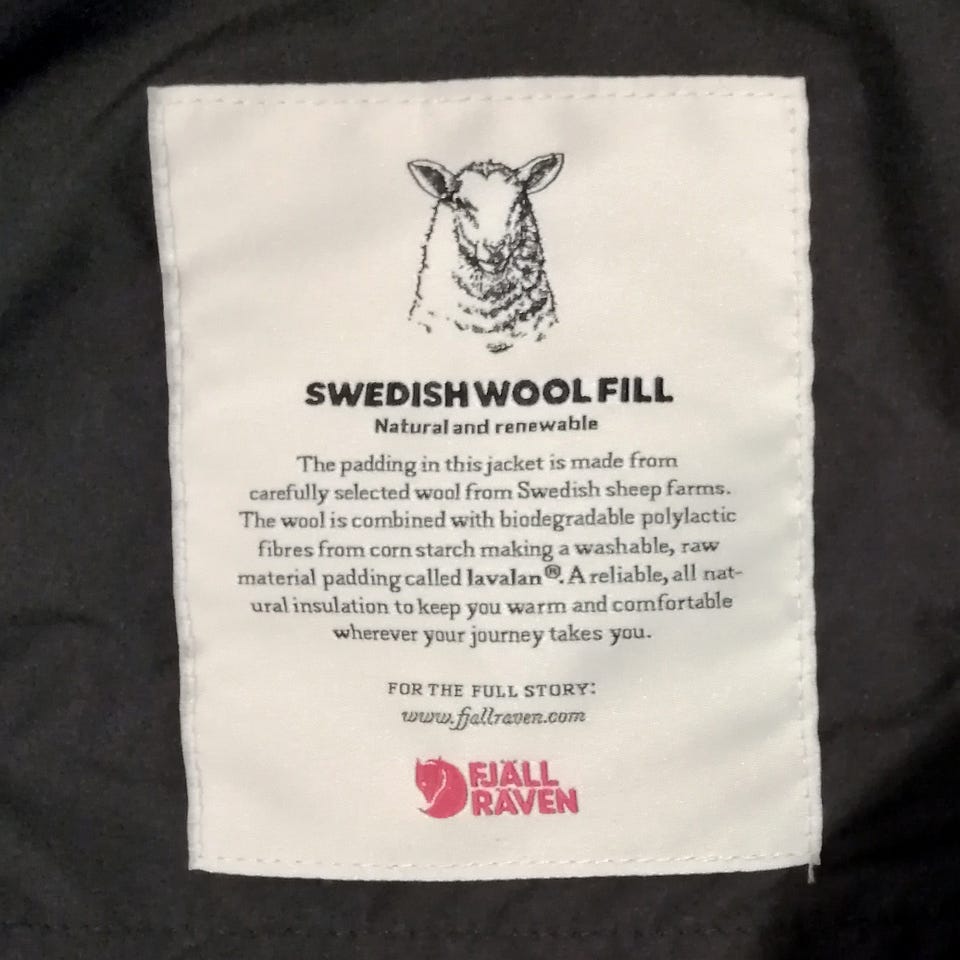 SWEDISH WOOL FILL
Natural and renewable
The padding in this jacket is made from
carefully selected wool from Swedish sheep farms.
The wool is combined with biodegradable polylactic
fibres from corn starch making a washable, raw
material padding called lavalan®. A reliable, all nat-
ural insulation to keep you warm and comfortable
wherever your journey takes you.
FOR THE FULL STORY:
www.fjallraven.com
FJÄLL
RÄVEN